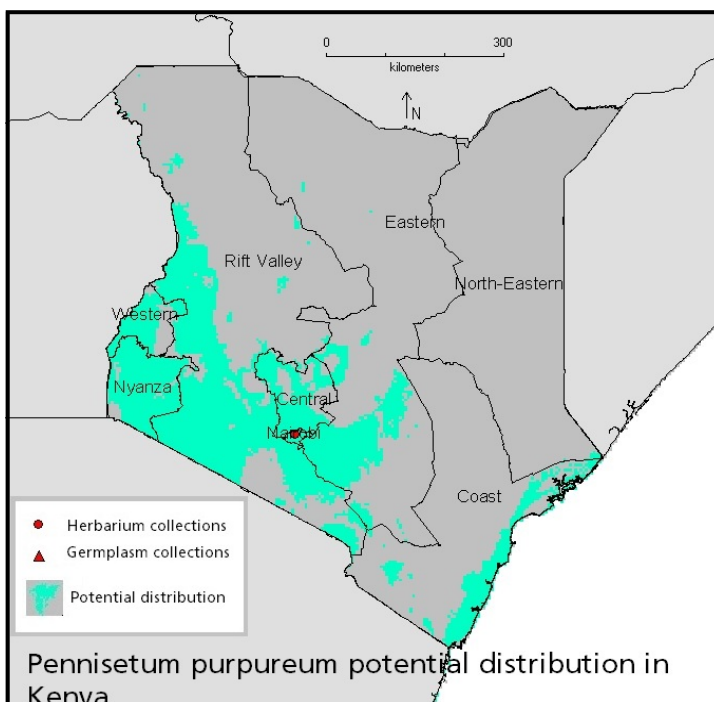 0 300
kilometers
N
Eastern
Rift Valley
North-Eastern
Western
Nyanza
Central
Nairobi
Coast
Herbarium collections
Germplasm collections
Potential distribution
Pennisetum purpureum potential distribution in
Kenya